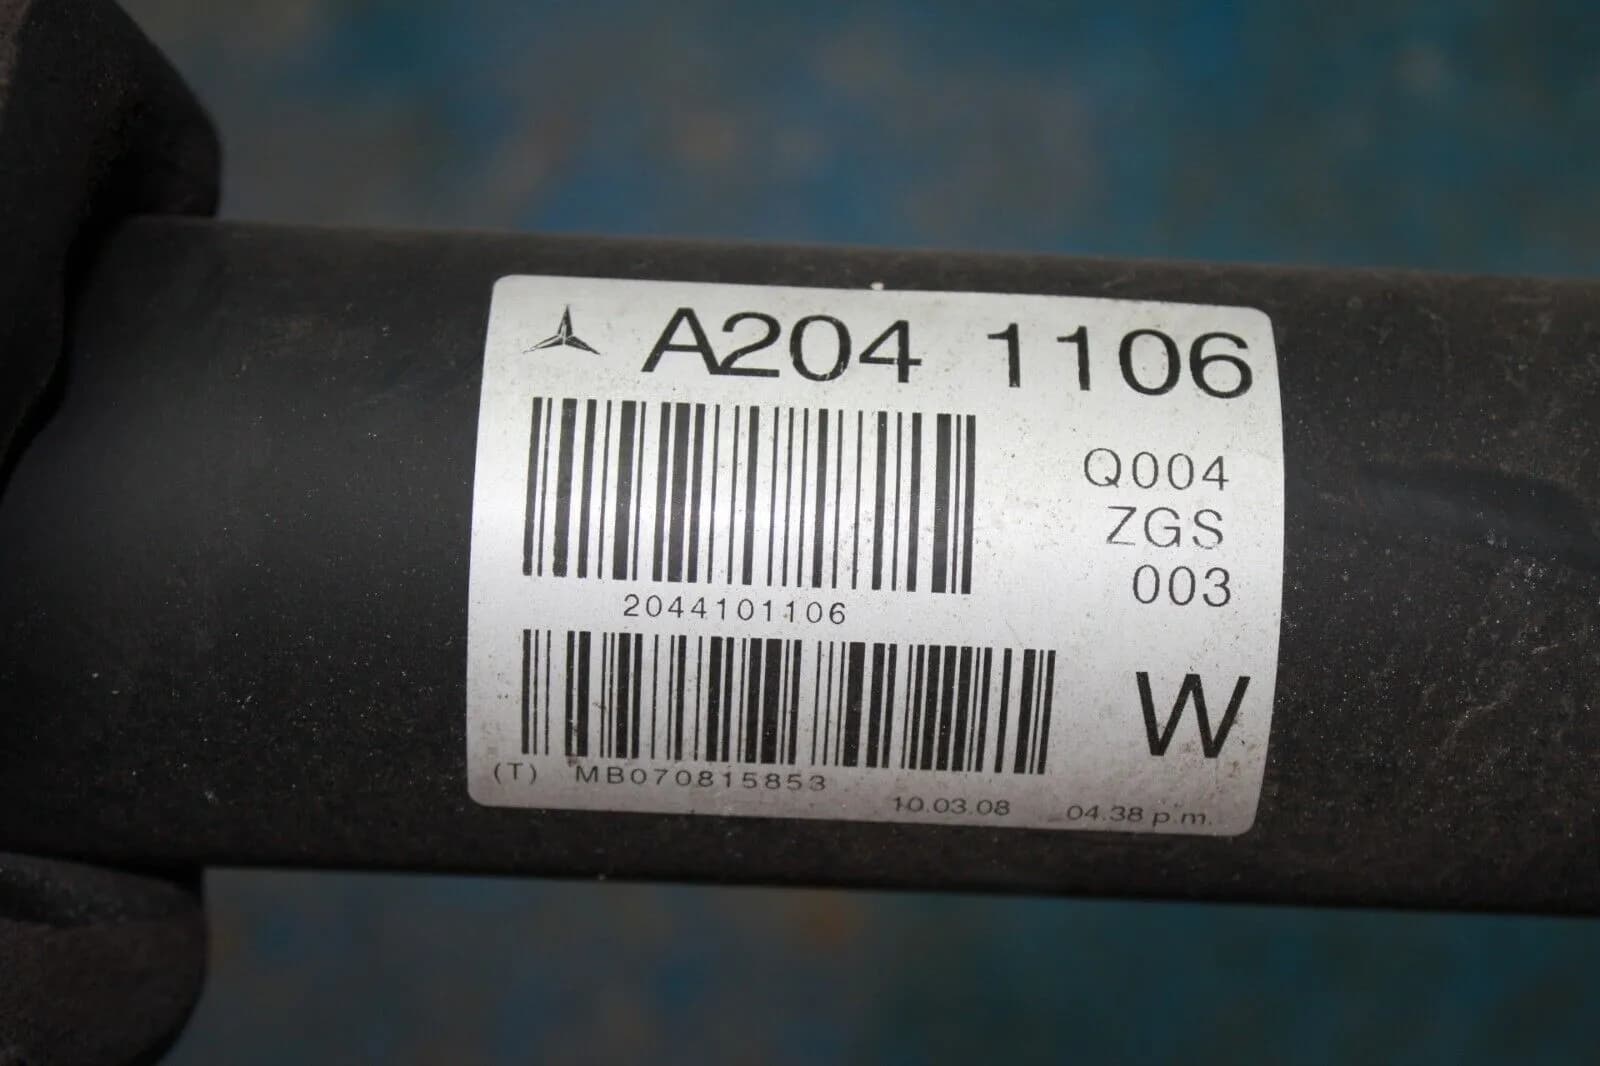 A204 1106
Q004
ZGS
003
2044101106
W
(T) MB070815853
10.03.08 04.38 p.m.